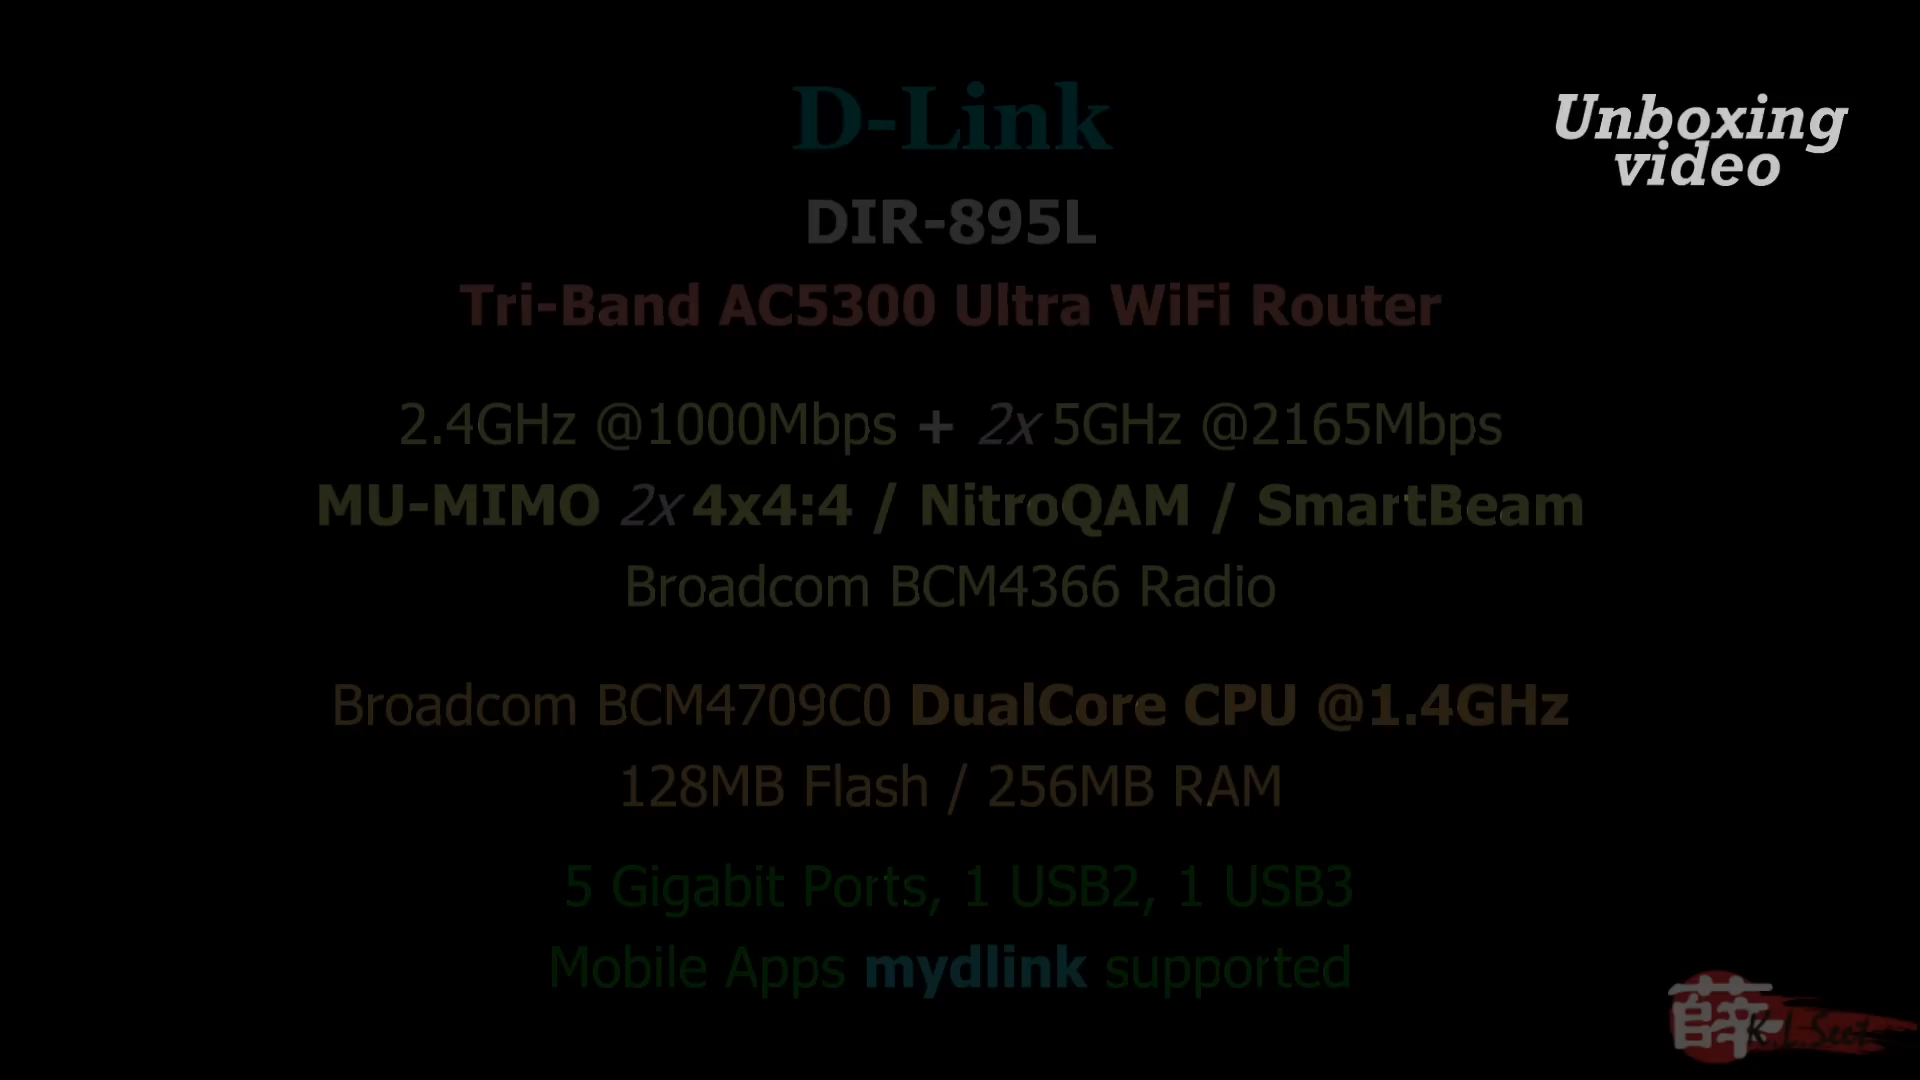 D-Link
Unboxing
video
DIR-895L
Tri-Band AC5300 Ultra WiFi Router
2.4GHz @1000Mbps + 2x 5GHz @2165Mbps
MU-MIMO 2x 4x4:4 / NitroQAM / SmartBeam
Broadcom BCM4366 Radio
Broadcom BCM4709C0 DualCore CPU @1.4GHz
128MB Flash / 256MB RAM
5 Gigabit Ports, 1 USB2, 1 USB3
Mobile Apps mydlink supported
薛 K.L. Seet